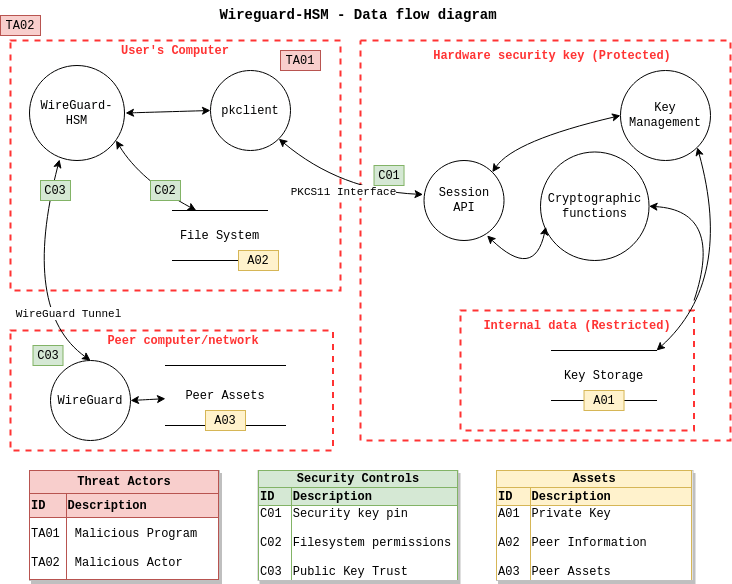 Wireguard-HSM - Data flow diagram
TA02
User's Computer
TA01
WireGuard-
HSM
pkclient
C03
C02
File System
A02
Hardware security key (Protected)
Key
Management
C01
PKCS11 Interface
Session
API
Cryptographic
functions
WireGuard Tunnel
Internal data (Restricted)
Key Storage
A01
Peer computer/network
C03
WireGuard
Peer Assets
A03
Threat Actors
ID Description
TA01 Malicious Program
TA02 Malicious Actor
Security Controls
ID Description
C01 Security key pin
C02 Filesystem permissions
C03 Public Key Trust
Assets
ID Description
A01 Private Key
A02 Peer Information
A03 Peer Assets